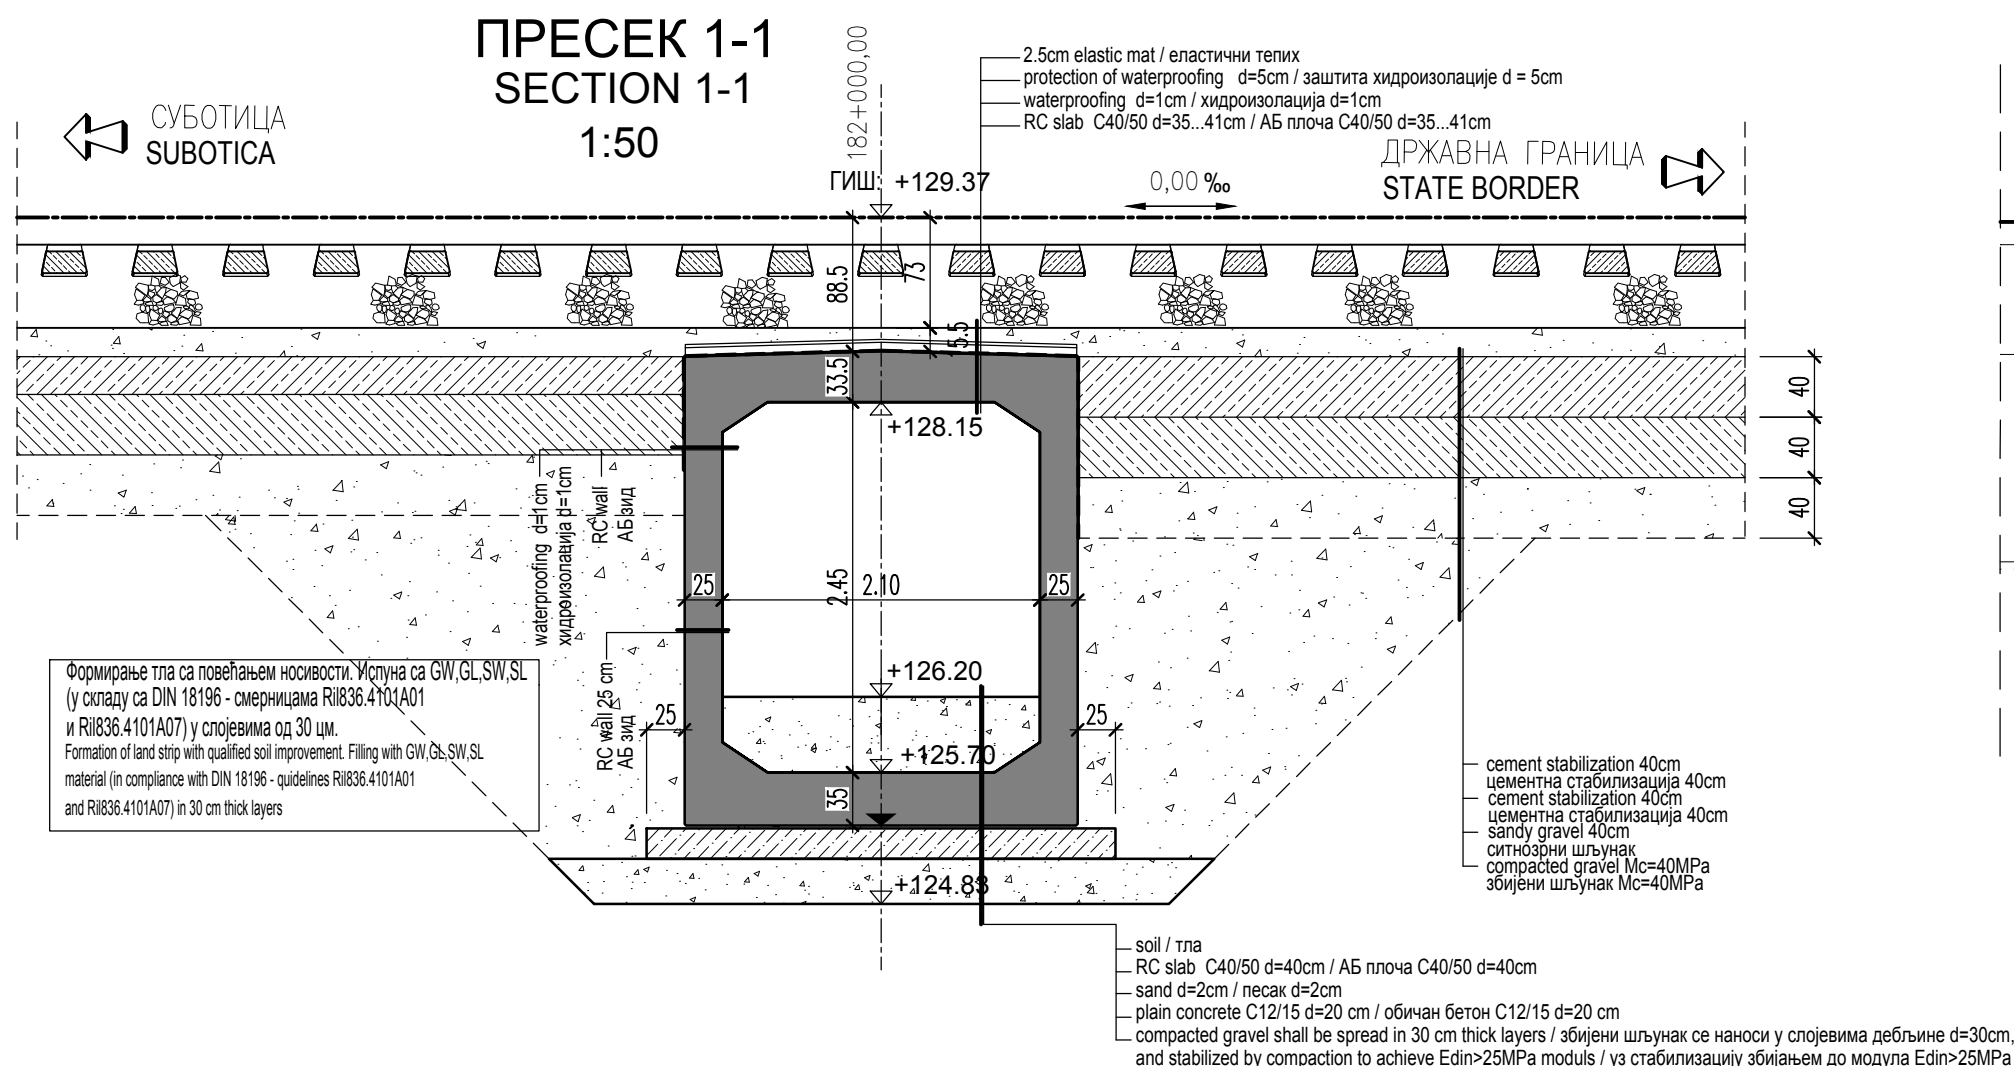 ПРЕСЕК 1-1
SECTION 1-1
1:50
СУБОТИЦА
SUBOTICA
182+000,00
ГИШ: +129.37
2.5cm elastic mat / еластични тепих
protection of waterproofing d=5cm / заштита хидроизолације d = 5cm
waterproofing d=1cm / хидроизолација d=1cm
RC slab C40/50 d=35...41cm / АБ плоча C40/50 d=35...41cm
0,00 ‰
ДРЖАВНА ГРАНИЦА
STATE BORDER
88.5
73
15.5
33.5
+128.15
40
40
40
waterproofing d=1cm
хидроизолација d=1cm
RC wall
АБ зид
25
2.45
2.10
25
RC wall 25 cm
АБ зид
+126.20
25
25
+125.70
35
+124.83
Формирање тла са повећањем носивости. Испуна са GW,GL,SW,SL
(у складу са DIN 18196 - смерницама Ril836.4101A01
и Ril836.4101A07) у слојевима од 30 цм.
Formation of land strip with qualified soil improvement. Filling with GW,GL,SW,SL
material (in compliance with DIN 18196 - quidelines Ril836.4101A01
and Ril836.4101A07) in 30 cm thick layers
cement stabilization 40cm
цементна стабилизација 40cm
cement stabilization 40cm
цементна стабилизација 40cm
sandy gravel 40cm
ситнозрни шљунак
compacted gravel Mc=40MPa
збијени шљунак Mc=40MPa
soil / тла
RC slab C40/50 d=40cm / АБ плоча C40/50 d=40cm
sand d=2cm / песак d=2cm
plain concrete C12/15 d=20 cm / обичан бетон C12/15 d=20 cm
compacted gravel shall be spread in 30 cm thick layers / збијени шљунак се наноси у слојевима дебљине d=30cm,
and stabilized by compaction to achieve Edin>25MPa moduls / уз стабилизацију збијањем до модула Edin>25MPa